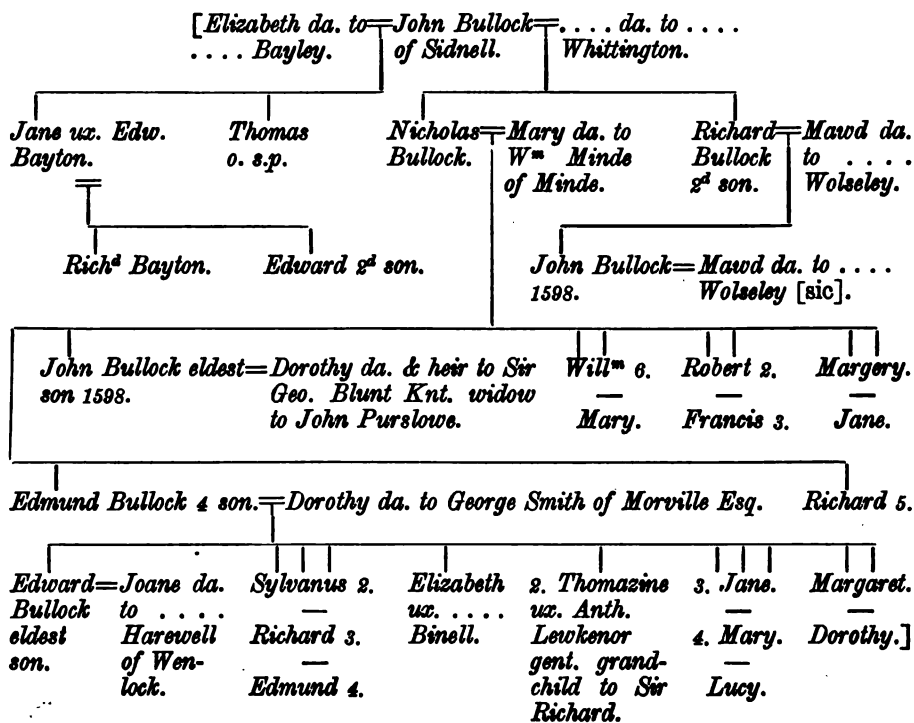 [Elizabeth da. to = John Bullock = . . . . da. to . . . .
. . . . Bayley. of Sidnell. Whittington.
Jane ux. Edw. Thomas Nicholas = Mary da. to Richard = Mawd da.
Bayton. o. s.p. Bullock. Wm Minde Bullock to . . . .
of Minde. 2d son. Wolseley.
Richd Bayton. Edward 2d son. John Bullock = Mawd da. to . . . .
1598. Wolseley [sic].
John Bullock eldest = Dorothy da. & heir to Sir Willm 6. Robert 2. Margery.
son 1598. Geo. Blunt Knt. widow — — —
to John Purslowe. Mary. Francis 3. Jane.
Edmund Bullock 4 son. = Dorothy da. to George Smith of Morville Esq. Richard 5.
Edward = Joane da. Sylvanus 2. Elizabeth 2. Thomazine 3. Jane. Margaret.
Bullock to . . . . — ux. . . . . . ux. Anth. — —
eldest Harewell Richard 3. Binell. Lewkenor 4. Mary. Dorothy.]
son. of Wen- — gent. grand- —
lock. Edmund 4. child to Sir Lucy.
Richard.